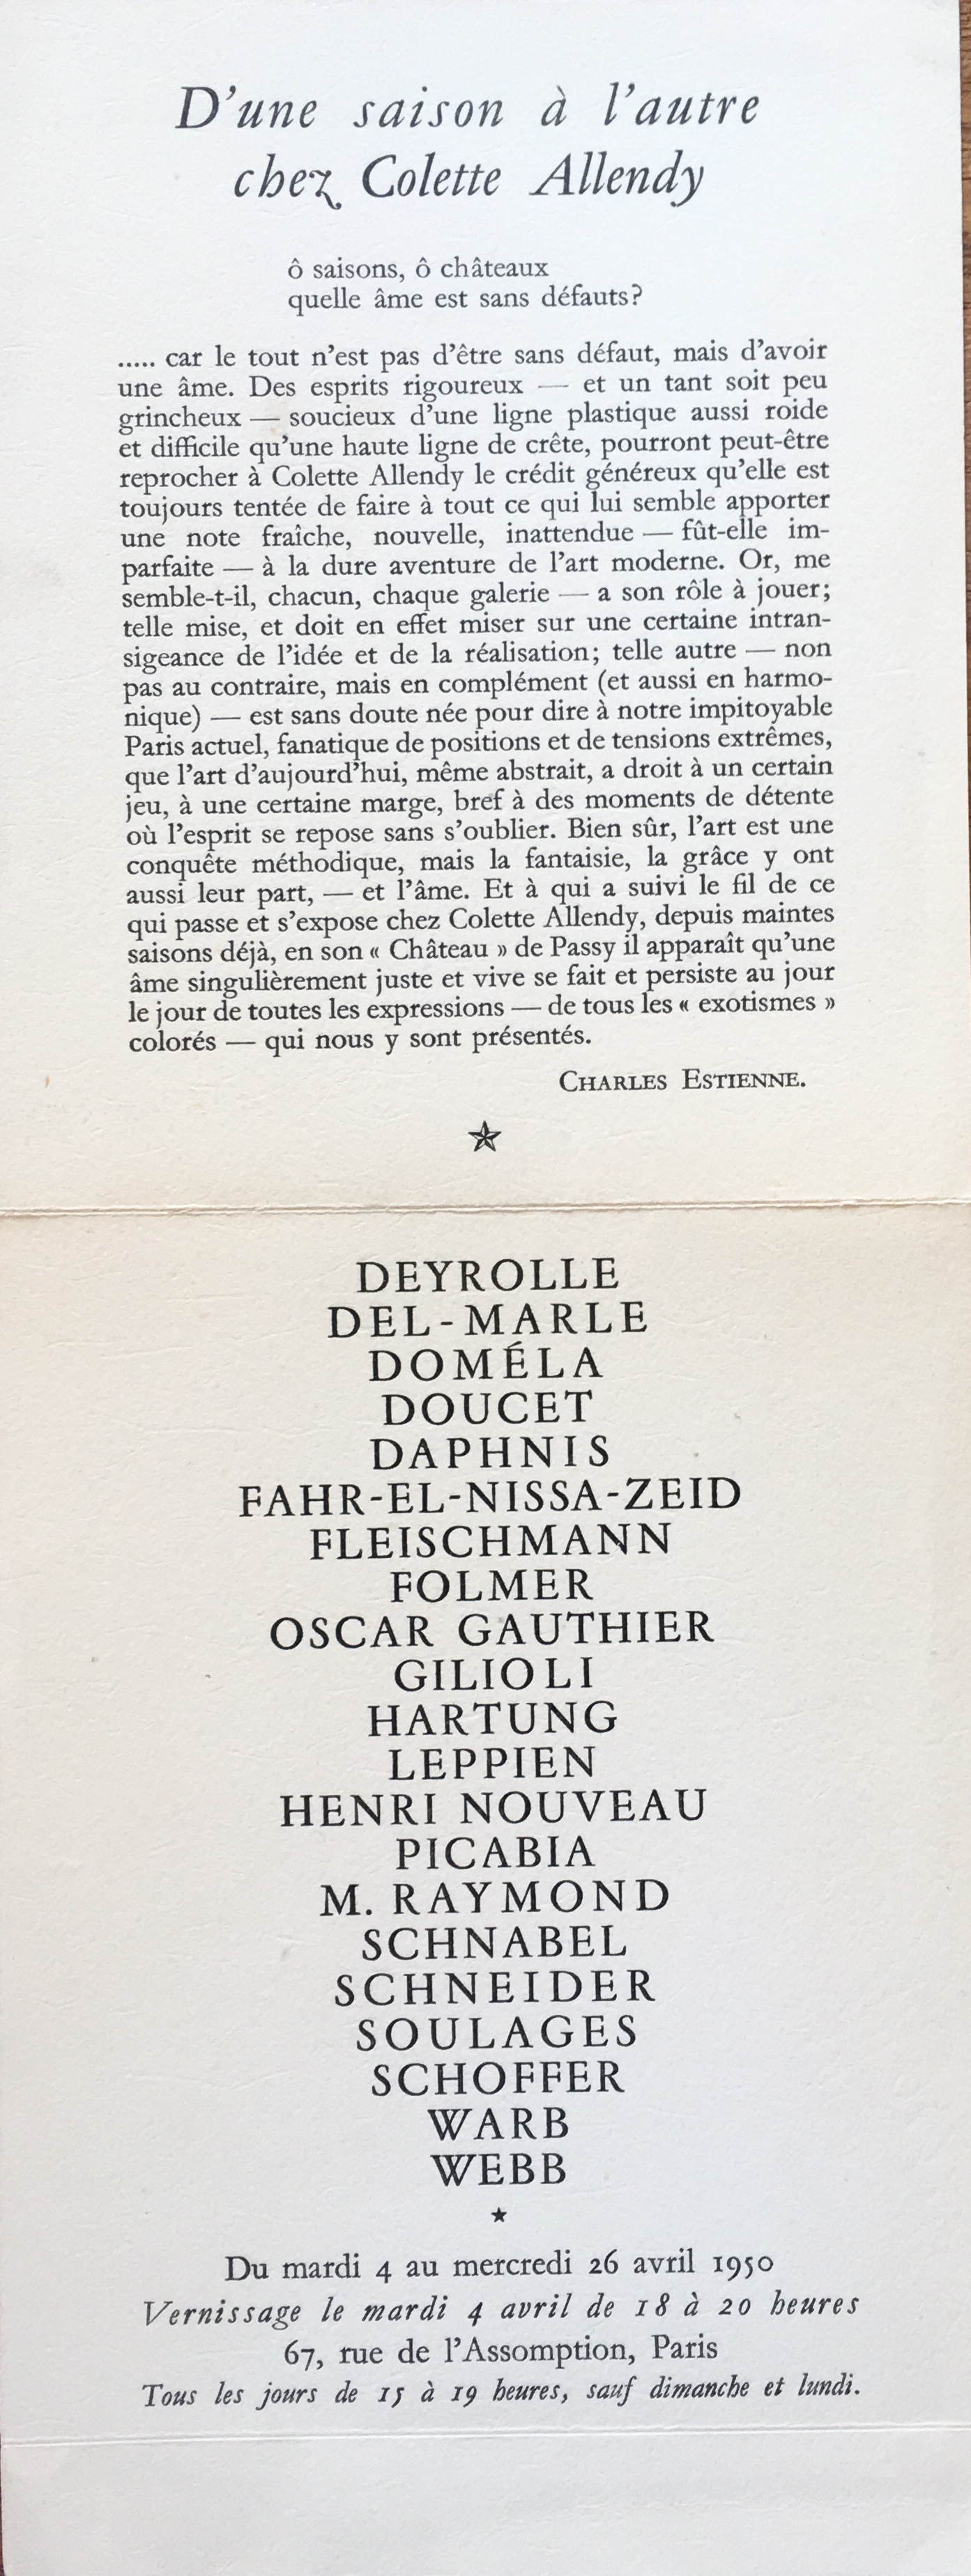 D'une saison à l'autre
chez Colette Allendy
ô saisons, ô châteaux
quelle âme est sans défauts?
..... car le tout n'est pas d'être sans défaut, mais d'avoir
une âme. Des esprits rigoureux — et un tant soit peu
grincheux — soucieux d'une ligne plastique aussi roide
et difficile qu'une haute ligne de crête, pourront peut-être
reprocher à Colette Allendy le crédit généreux qu'elle est
toujours tentée de faire à tout ce qui lui semble apporter
une note fraîche, nouvelle, inattendue — fût-elle im-
parfaite — à la dure aventure de l'art moderne. Or, me
semble-t-il, chacun, chaque galerie — a son rôle à jouer;
telle mise, et doit en effet miser sur une certaine intran-
sigeance de l'idée et de la réalisation; telle autre — non
pas au contraire, mais en complément (et aussi en harmo-
nique) — est sans doute née pour dire à notre impitoyable
Paris actuel, fanatique de positions et de tensions extrêmes,
que l'art d'aujourd'hui, même abstrait, a droit à un certain
jeu, à une certaine marge, bref à des moments de détente
où l'esprit se repose sans s'oublier. Bien sûr, l'art est une
conquête méthodique, mais la fantaisie, la grâce y ont
aussi leur part, — et l'âme. Et à qui a suivi le fil de ce
qui passe et s'expose chez Colette Allendy, depuis maintes
saisons déjà, en son « Château » de Passy il apparaît qu'une
âme singulièrement juste et vive se fait et persiste au jour
le jour de toutes les expressions — de tous les « exotismes »
colorés — qui nous y sont présentés.
CHARLES ESTIENNE.
DEYROLLE
DEL-MARLE
DOMÉLA
DOUCET
DAPHNIS
FAHR-EL-NISSA-ZEID
FLEISCHMANN
FOLMER
OSCAR GAUTHIER
GILIOLI
HARTUNG
LEPPIEN
HENRI NOUVEAU
PICABIA
M. RAYMOND
SCHNABEL
SCHNEIDER
SOULAGES
SCHOFFER
WARB
WEBB
Du mardi 4 au mercredi 26 avril 1950
Vernissage le mardi 4 avril de 18 à 20 heures
67, rue de l'Assomption, Paris
Tous les jours de 15 à 19 heures, sauf dimanche et lundi.